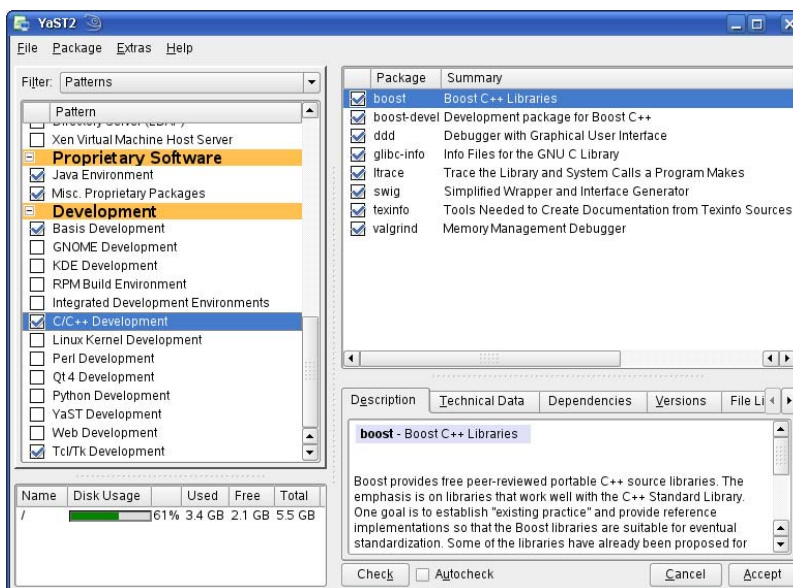 YaST2
File Package Extras Help
Filter: Patterns
Pattern
Directory Server (LDAP)
Xen Virtual Machine Host Server
Proprietary Software
Java Environment
Misc. Proprietary Packages
Development
Basis Development
GNOME Development
KDE Development
RPM Build Environment
Integrated Development Environments
C/C++ Development
Linux Kernel Development
Perl Development
Qt 4 Development
Python Development
YaST Development
Web Development
Tcl/Tk Development
Name Disk Usage Used Free Total
/ 61% 3.4 GB 2.1 GB 5.5 GB
Package Summary
boost Boost C++ Libraries
boost-devel Development package for Boost C++
ddd Debugger with Graphical User Interface
glibc-info Info Files for the GNU C Library
ltrace Trace the Library and System Calls a Program Makes
swig Simplified Wrapper and Interface Generator
texinfo Tools Needed to Create Documentation from Texinfo Sources
valgrind Memory Management Debugger
Description Technical Data Dependencies Versions File Li
boost - Boost C++ Libraries
Boost provides free peer-reviewed portable C++ source libraries. The
emphasis is on libraries that work well with the C++ Standard Library.
One goal is to establish "existing practice" and provide reference
implementations so that the Boost libraries are suitable for eventual
standardization. Some of the libraries have already been proposed for
Check Autocheck Cancel Accept